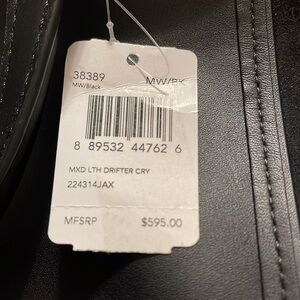 38389 MW/BK
MW/Black
8 89532 44762 6
MXD LTH DRIFTER CRY
224314JAX
MFSRP $595.00